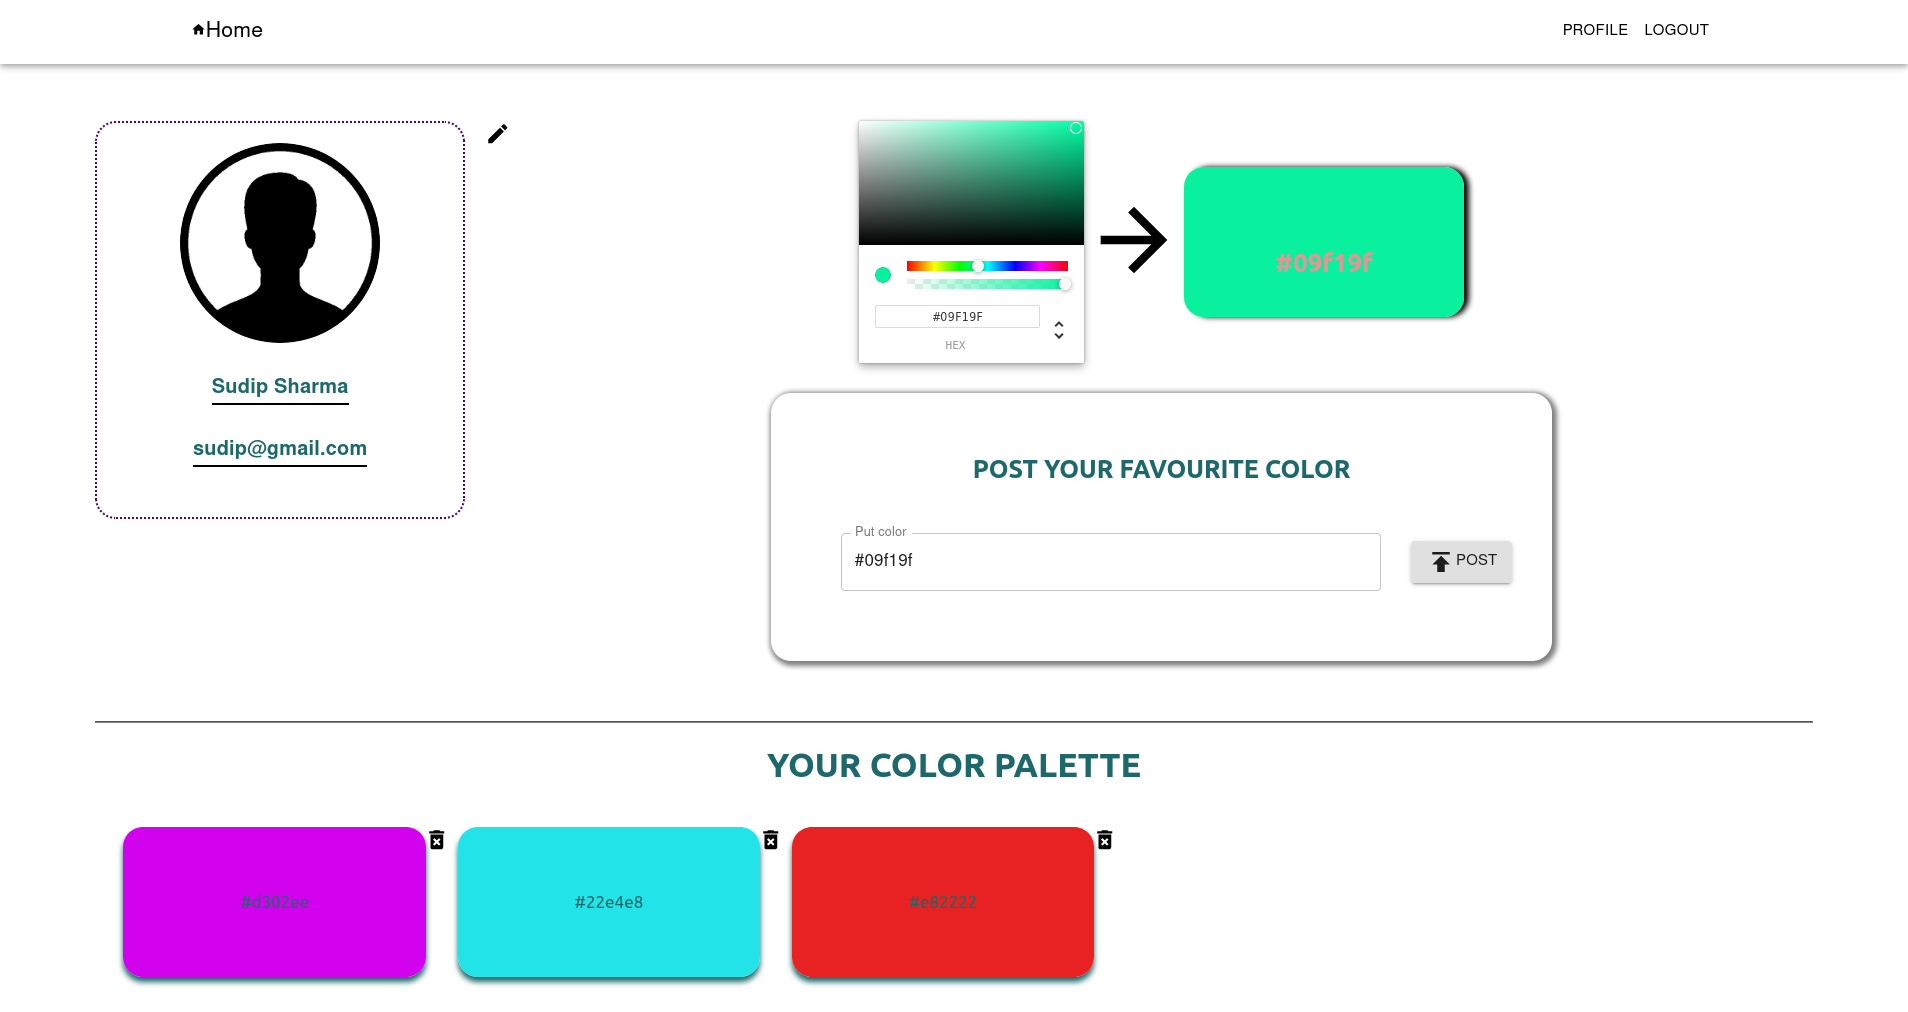 Home
PROFILE LOGOUT
Sudip Sharma
sudip@gmail.com
#09F19F
HEX
#09f19f
POST YOUR FAVOURITE COLOR
Put color
#09f19f
POST
YOUR COLOR PALETTE
#d302ee
#22e4e8
#e82222